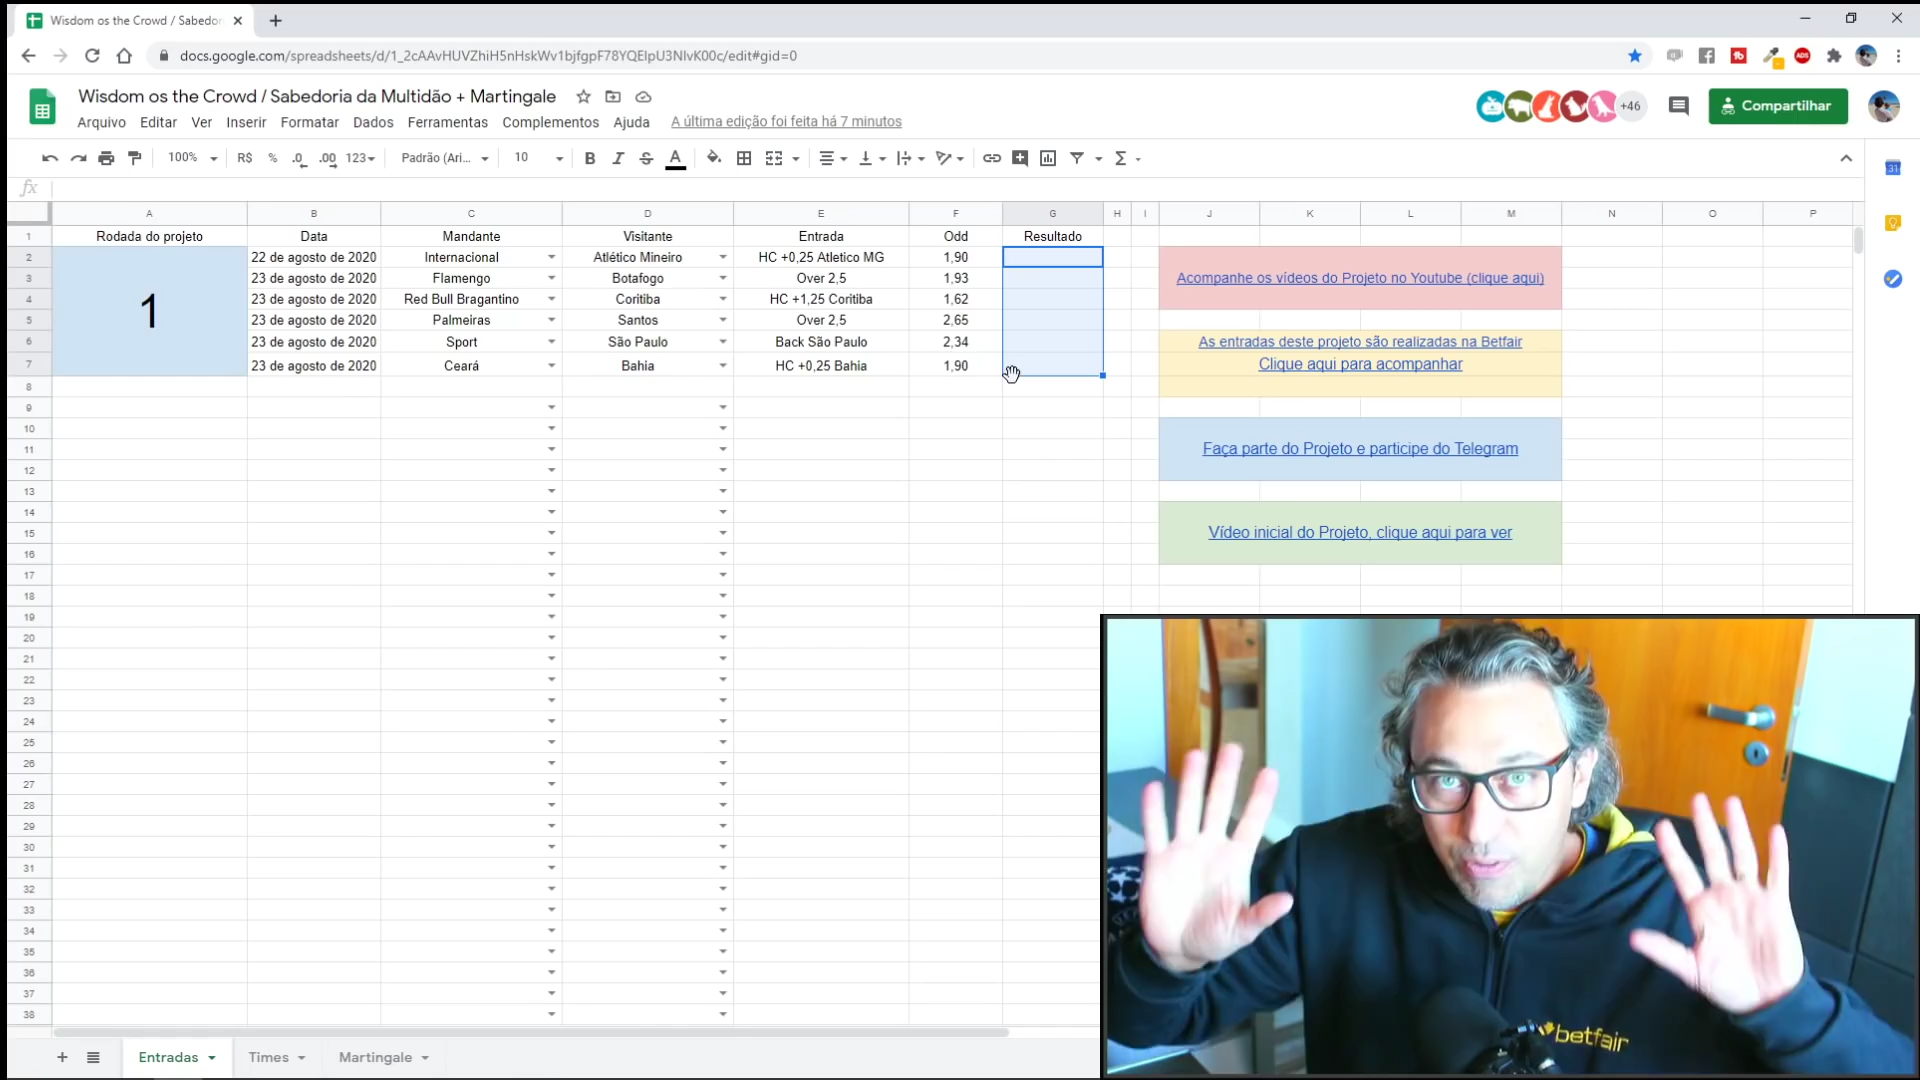 Wisdom os the Crowd / Sabedor
docs.google.com/spreadsheets/d/1_2cAAvHUVZhiH5nHskWv1bjfgpF78YQElpU3NlvK00c/edit#gid=0
Wisdom os the Crowd / Sabedoria da Multidão + Martingale
+46
Compartilhar
Arquivo Editar Ver Inserir Formatar Dados Ferramentas Complementos Ajuda A última edição foi feita há 7 minutos
100% R$ % .0 .00 123 Padrão (Ari... 10 B I S A Σ
31
fx
A B C D E F G H I J K L M N O P
1 Rodada do projeto Data Mandante Visitante Entrada Odd Resultado
2 22 de agosto de 2020 Internacional Atlético Mineiro HC +0,25 Atletico MG 1,90
3 23 de agosto de 2020 Flamengo Botafogo Over 2,5 1,93
Acompanhe os vídeos do Projeto no Youtube (clique aqui)
4 23 de agosto de 2020 Red Bull Bragantino Coritiba HC +1,25 Coritiba 1,62
1
5 23 de agosto de 2020 Palmeiras Santos Over 2,5 2,65
6 23 de agosto de 2020 Sport São Paulo Back São Paulo 2,34
As entradas deste projeto são realizadas na Betfair
7 23 de agosto de 2020 Ceará Bahia HC +0,25 Bahia 1,90
Clique aqui para acompanhar
8
9
10
11
Faça parte do Projeto e participe do Telegram
12
13
14
15
Vídeo inicial do Projeto, clique aqui para ver
16
17
18
19
20
21
22
23
24
25
26
27
28
29
30
31
32
33
34
35
36
37
38
betfair
Entradas Times Martingale